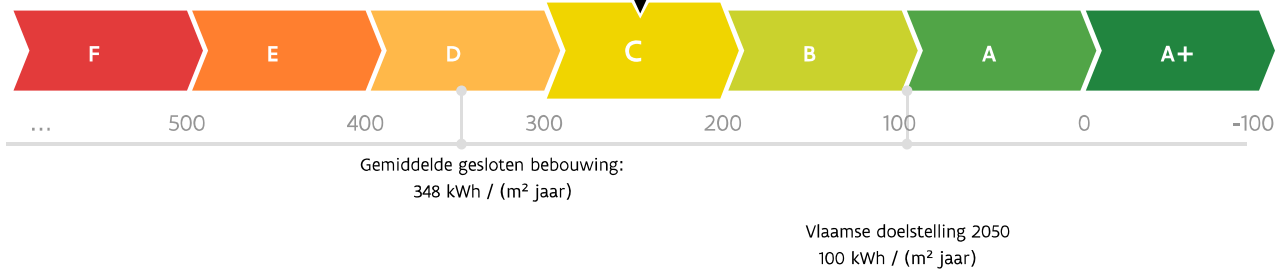 F E D C B A A+
... 500 400 300 200 100 0 -100
Gemiddelde gesloten bebouwing:
348 kWh / (m² jaar)
Vlaamse doelstelling 2050
100 kWh / (m² jaar)